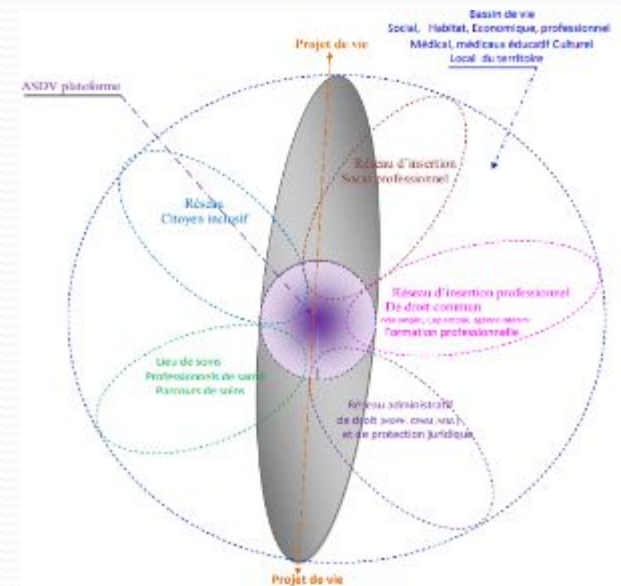 Bassin de vie
Social, Habitat, Economique, professionnel
Médical, médicaux éducatif Culturel
Local du territoire
Projet de vie
ASDV plateforme
Réseau d'insertion
Socio professionnel
Réseau
Citoyen inclusif
Réseau d'insertion professionnel
De droit commun
Formation professionnelle
Lieu de soins
Professionnels de santé
Parcours de soins
Réseau administratif
de droit
et de protection juridique
Projet de vie